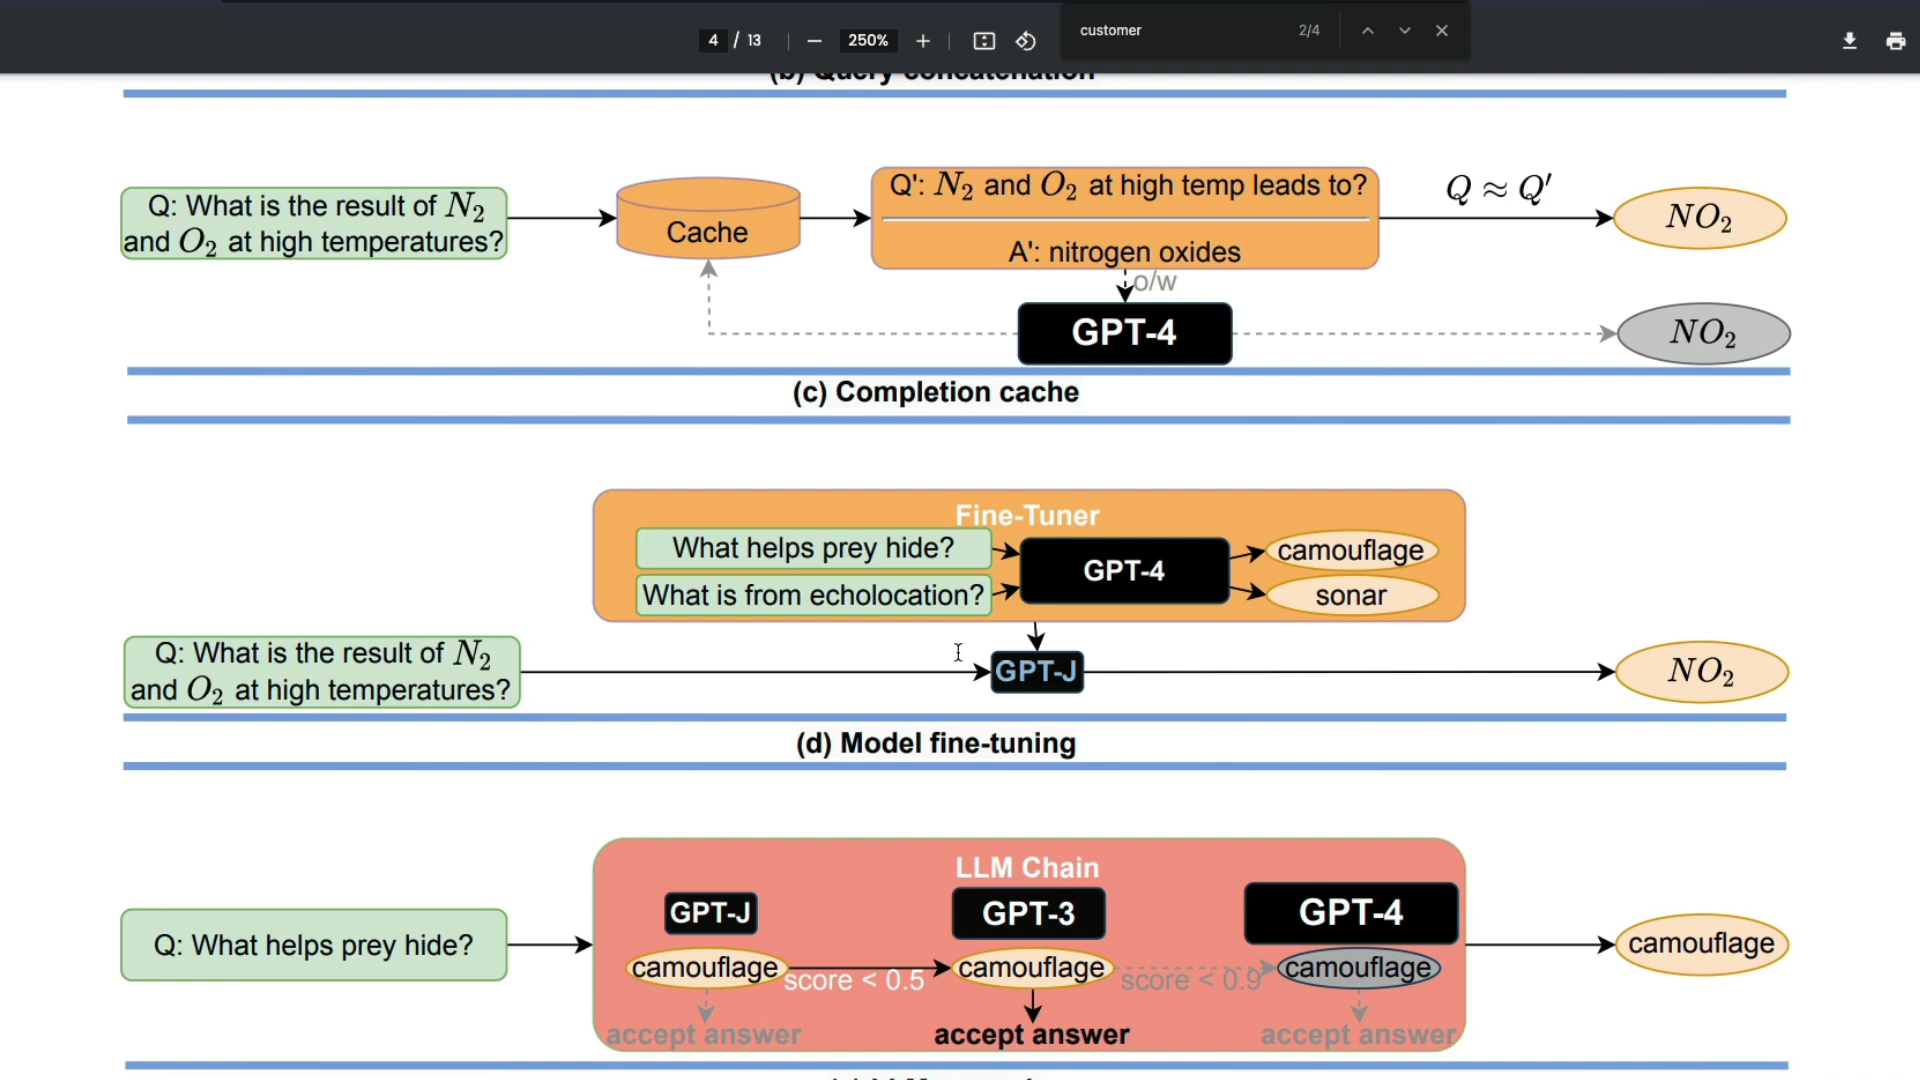 4 / 13
250%
customer
2/4
(b) Query concatenation
Q: What is the result of N2
and O2 at high temperatures?
Cache
Q': N2 and O2 at high temp leads to?
A': nitrogen oxides
Q ≈ Q′
NO2
o/w
GPT-4
NO2
(c) Completion cache
Fine-Tuner
What helps prey hide?
What is from echolocation?
GPT-4
camouflage
sonar
Q: What is the result of N2
and O2 at high temperatures?
GPT-J
NO2
(d) Model fine-tuning
LLM Chain
GPT-J
GPT-3
GPT-4
Q: What helps prey hide?
camouflage
score < 0.5
camouflage
score < 0.9
camouflage
camouflage
accept answer
accept answer
accept answer